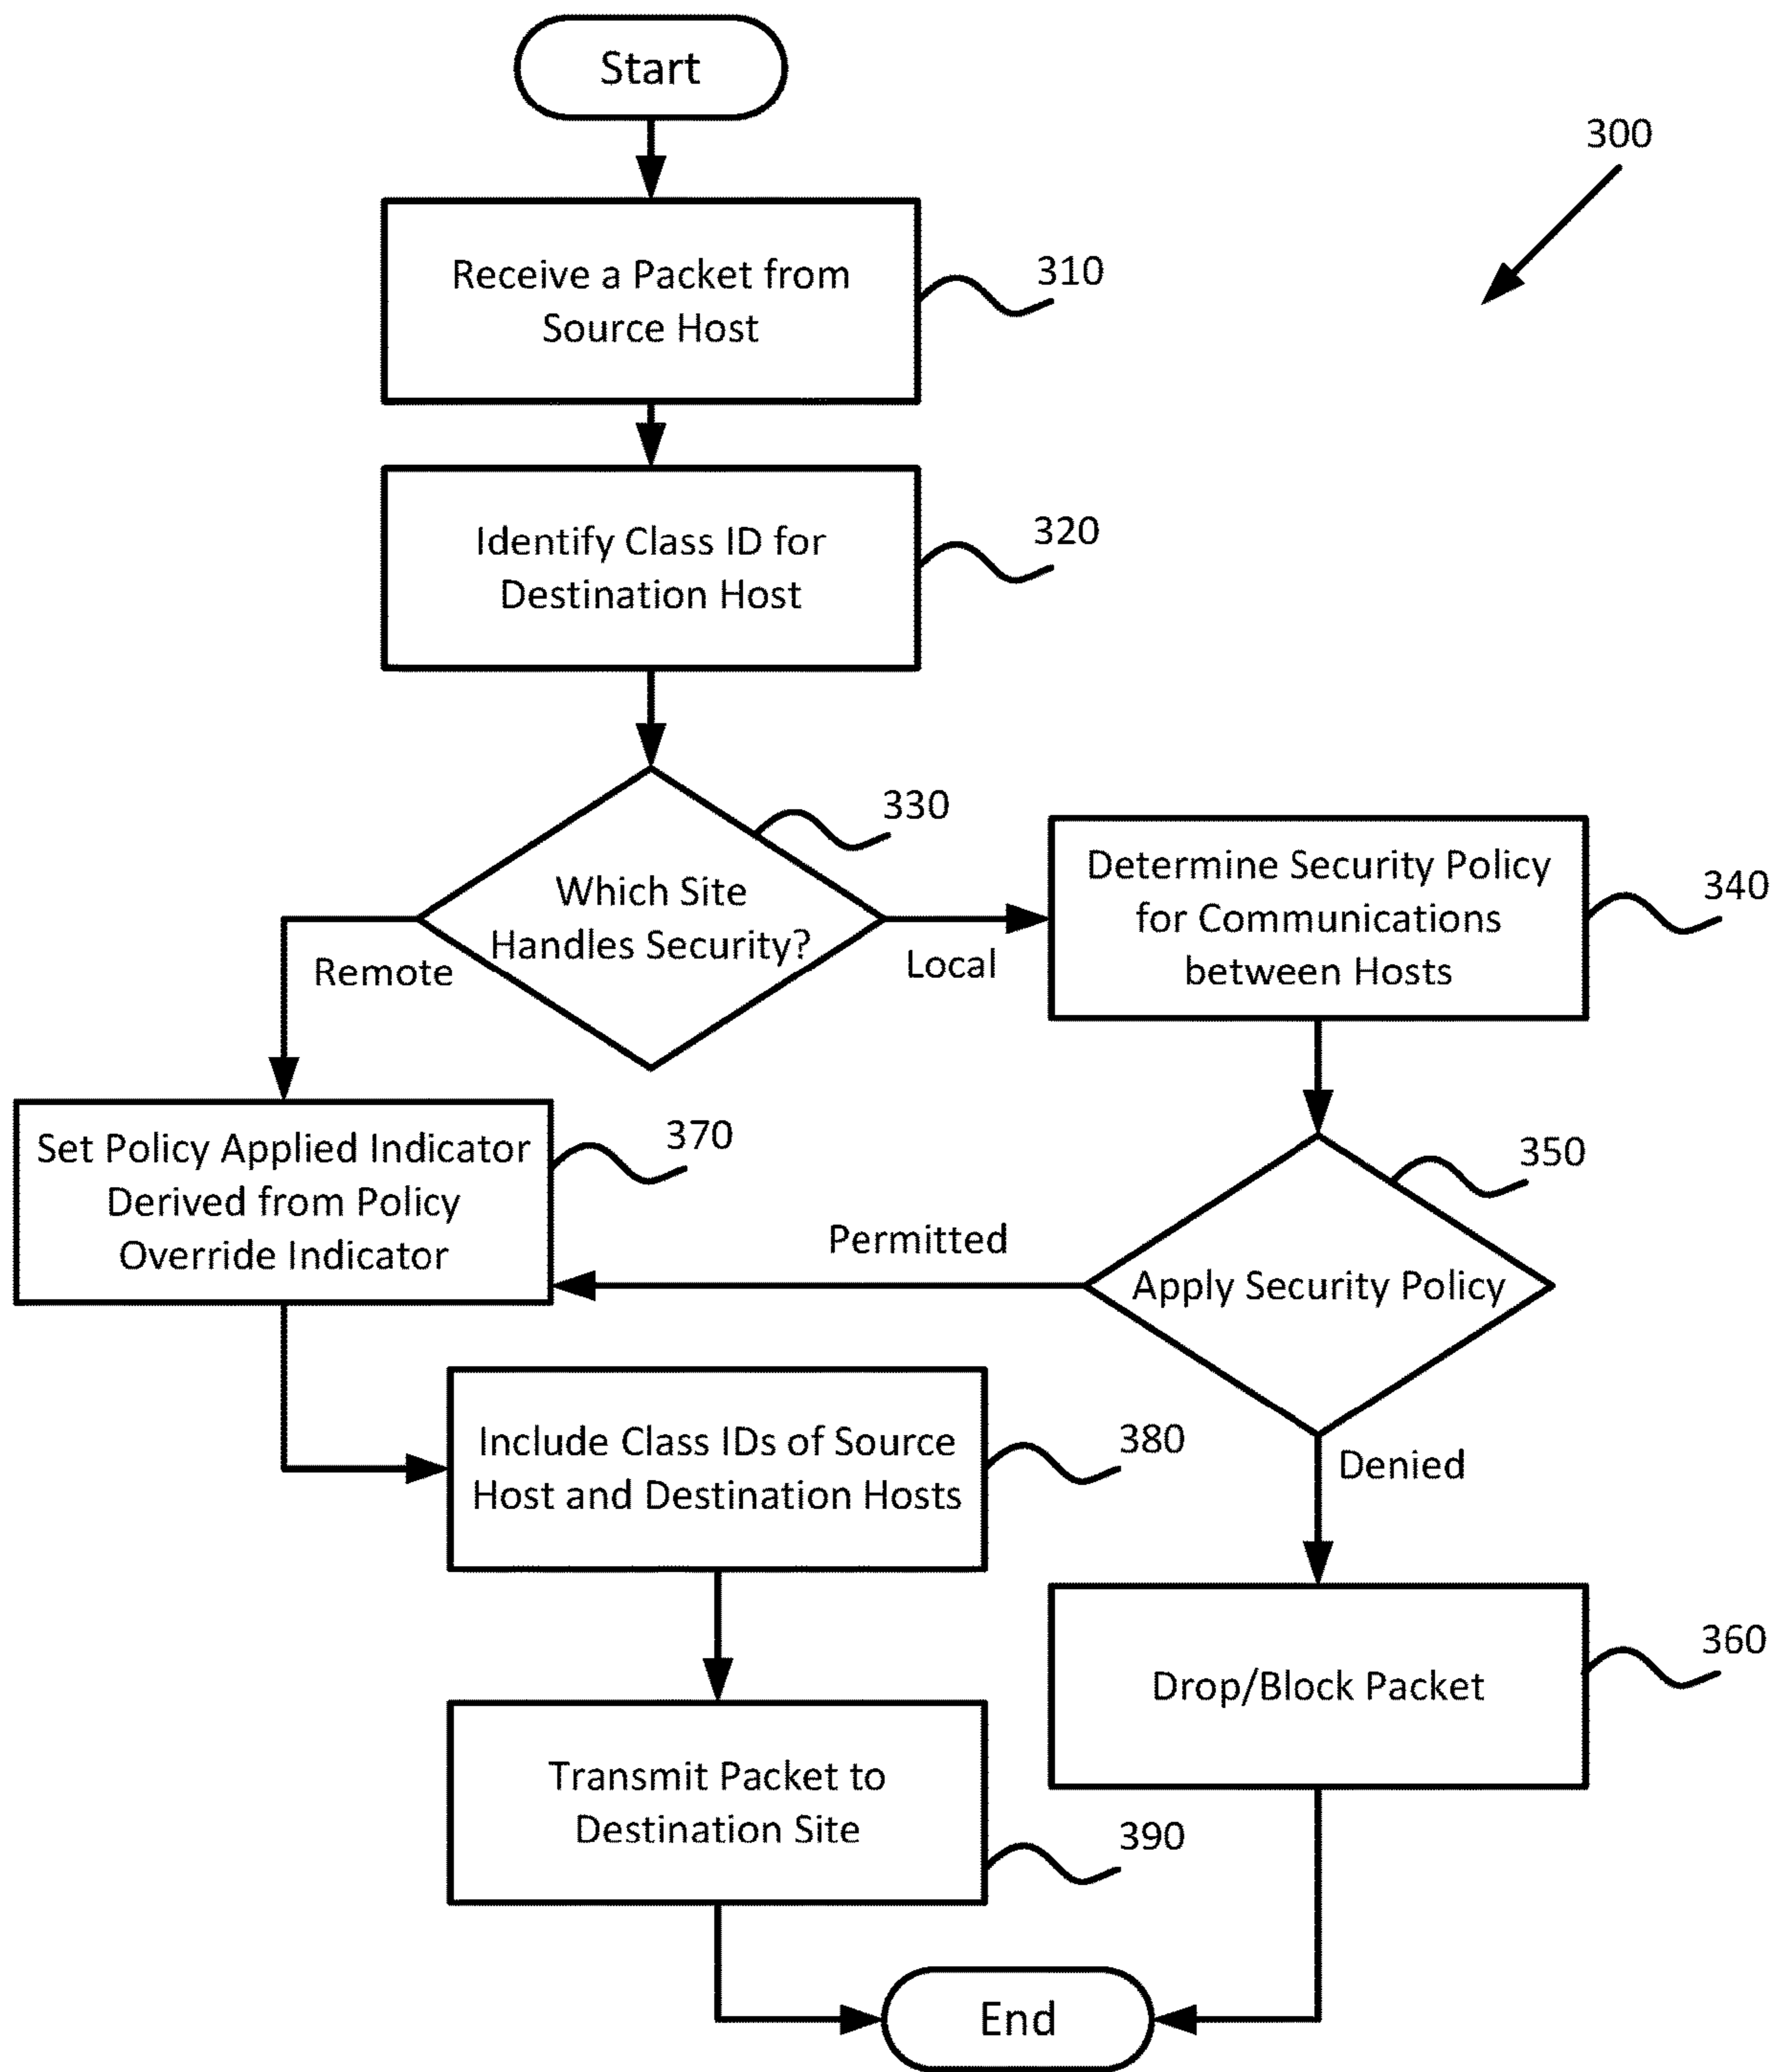 Start
300
Receive a Packet from
Source Host
310
Identify Class ID for
Destination Host
320
Which Site
Handles Security?
330
Remote
Local
Determine Security Policy
for Communications
between Hosts
340
Set Policy Applied Indicator
Derived from Policy
Override Indicator
370
Permitted
Apply Security Policy
350
Denied
Include Class IDs of Source
Host and Destination Hosts
380
Drop/Block Packet
360
Transmit Packet to
Destination Site
390
End